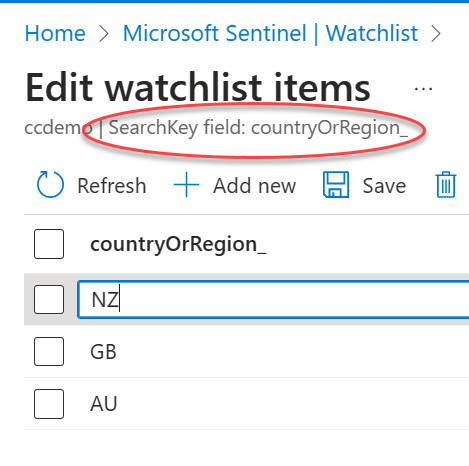 Home > Microsoft Sentinel | Watchlist >
Edit watchlist items ...
ccdemo | SearchKey field: countryOrRegion_
Refresh + Add new Save
countryOrRegion_
NZ
GB
AU